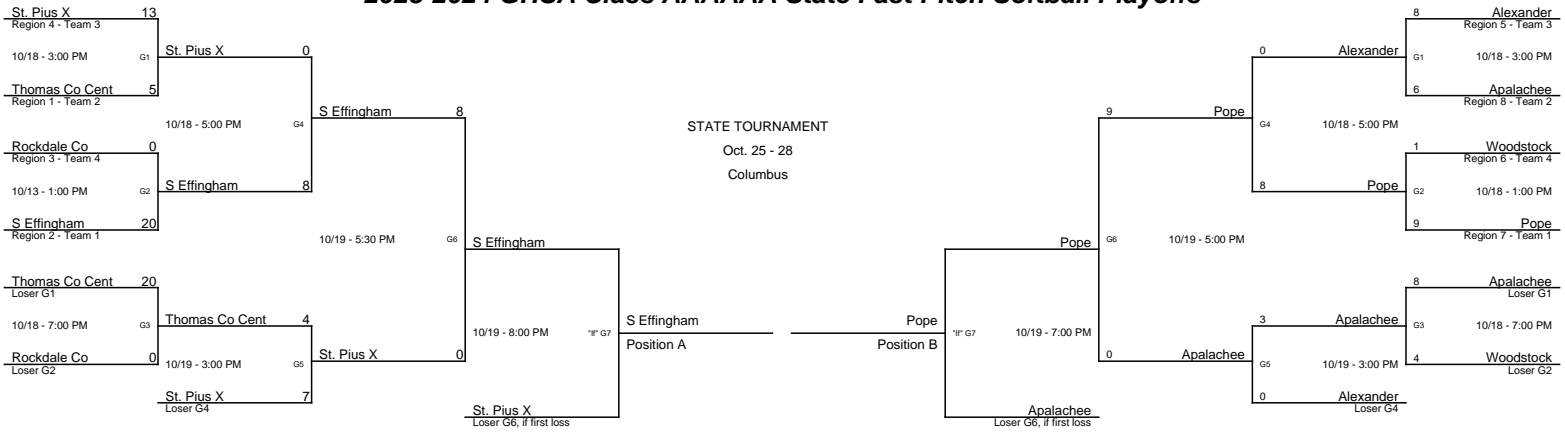 St. Pius X 13
Region 4 - Team 3
10/18 - 3:00 PM G1
St. Pius X 0
Thomas Co Cent 5
Region 1 - Team 2
10/18 - 5:00 PM G4
S Effingham 8
Rockdale Co 0
Region 3 - Team 4
10/13 - 1:00 PM G2
S Effingham 8
S Effingham 20
Region 2 - Team 1
10/19 - 5:30 PM G6
S Effingham
Thomas Co Cent 20
Loser G1
10/18 - 7:00 PM G3
Thomas Co Cent 4
Rockdale Co 0
Loser G2
10/19 - 3:00 PM G5
St. Pius X 0
St. Pius X 7
Loser G4
10/19 - 8:00 PM "If" G7
S Effingham
Position A
St. Pius X
Loser G6, if first loss
STATE TOURNAMENT
Oct. 25 - 28
Columbus
8 Alexander
Region 5 - Team 3
G1 10/18 - 3:00 PM
0 Alexander
6 Apalachee
Region 8 - Team 2
9 Pope
G4 10/18 - 5:00 PM
1 Woodstock
Region 6 - Team 4
G2 10/18 - 1:00 PM
8 Pope
9 Pope
Region 7 - Team 1
Pope
G6 10/19 - 5:00 PM
8 Apalachee
Loser G1
G3 10/18 - 7:00 PM
3 Apalachee
4 Woodstock
Loser G2
0 Apalachee
G5 10/19 - 3:00 PM
0 Alexander
Loser G4
Pope
Position B
"If" G7 10/19 - 7:00 PM
Apalachee
Loser G6, if first loss